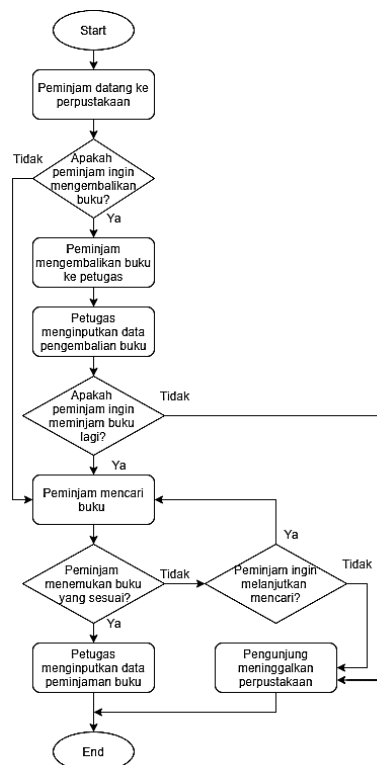 Start
Peminjam datang ke
perpustakaan
Tidak
Apakah
peminjam ingin
mengembalikan
buku?
Ya
Peminjam
mengembalikan buku
ke petugas
Petugas
menginputkan data
pengembalian buku
Apakah
peminjam ingin
meminjam buku
lagi?
Tidak
Ya
Peminjam mencari
buku
Peminjam
menemukan buku
yang sesuai?
Tidak
Ya
Peminjam ingin
melanjutkan
mencari?
Ya
Tidak
Petugas
menginputkan data
peminjaman buku
Pengunjung
meninggalkan
perpustakaan
End